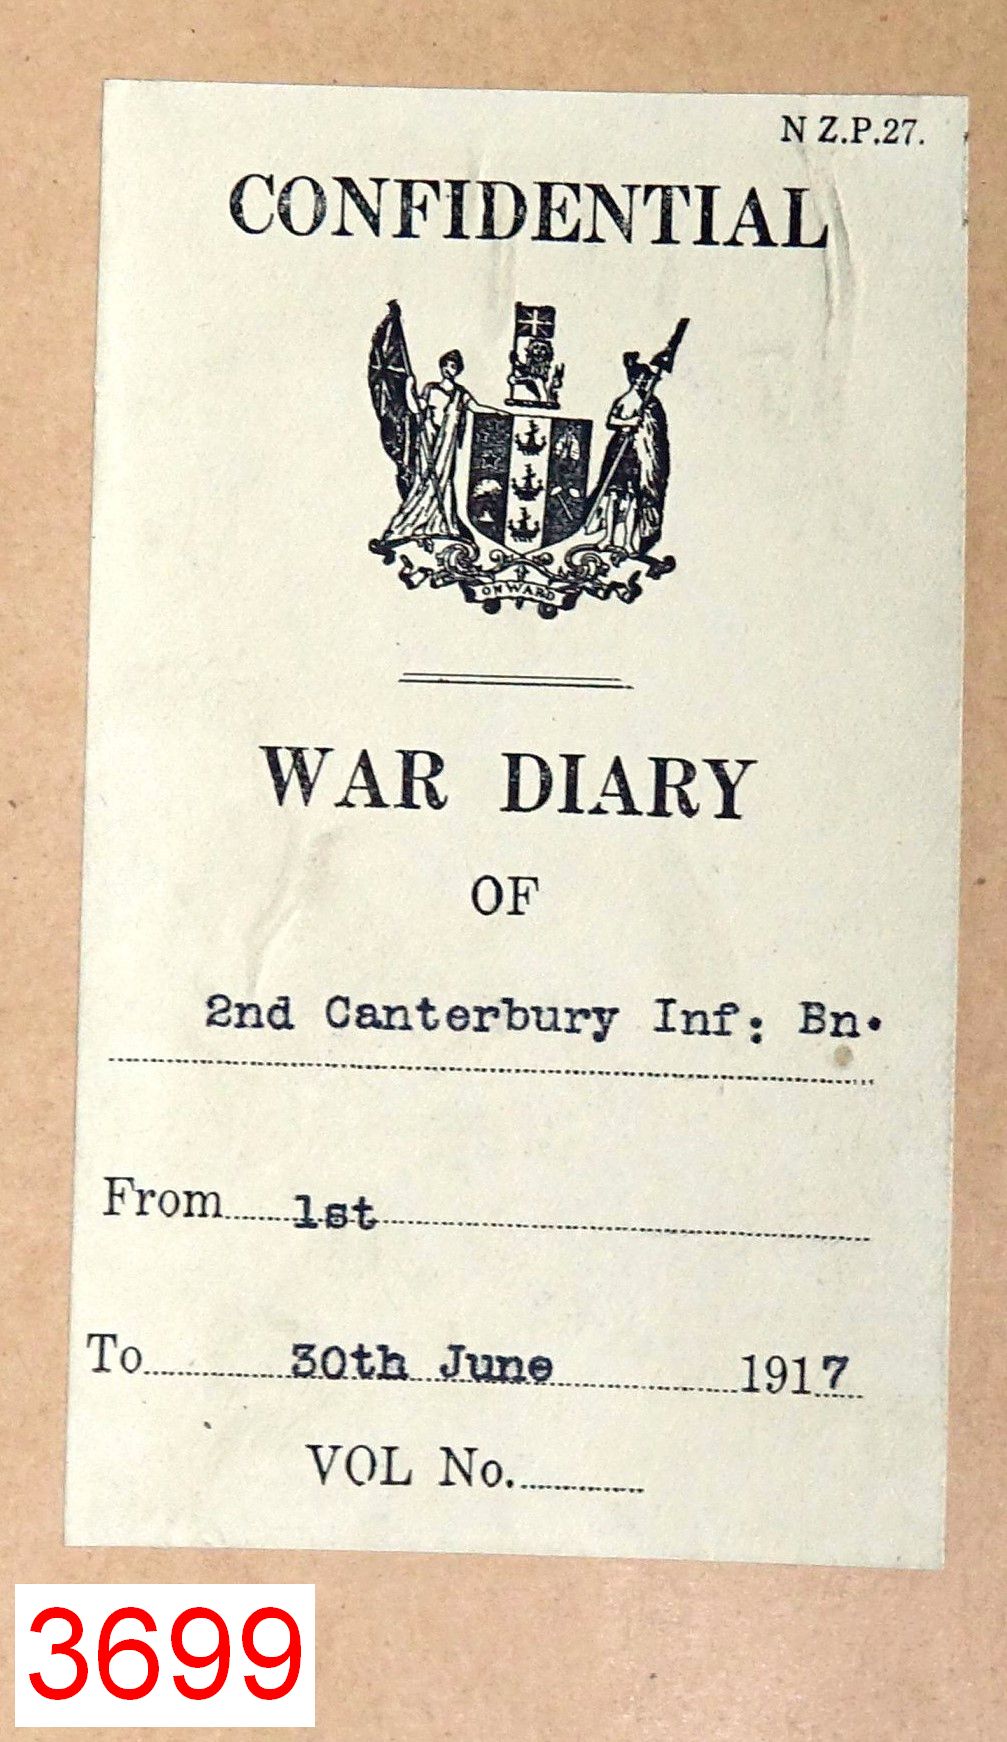 N Z.P.27.
CONFIDENTIAL
ONWARD
WAR DIARY
OF
2nd Canterbury Inf: Bn.
From 1st
To 30th June 1917
VOL No.
3699